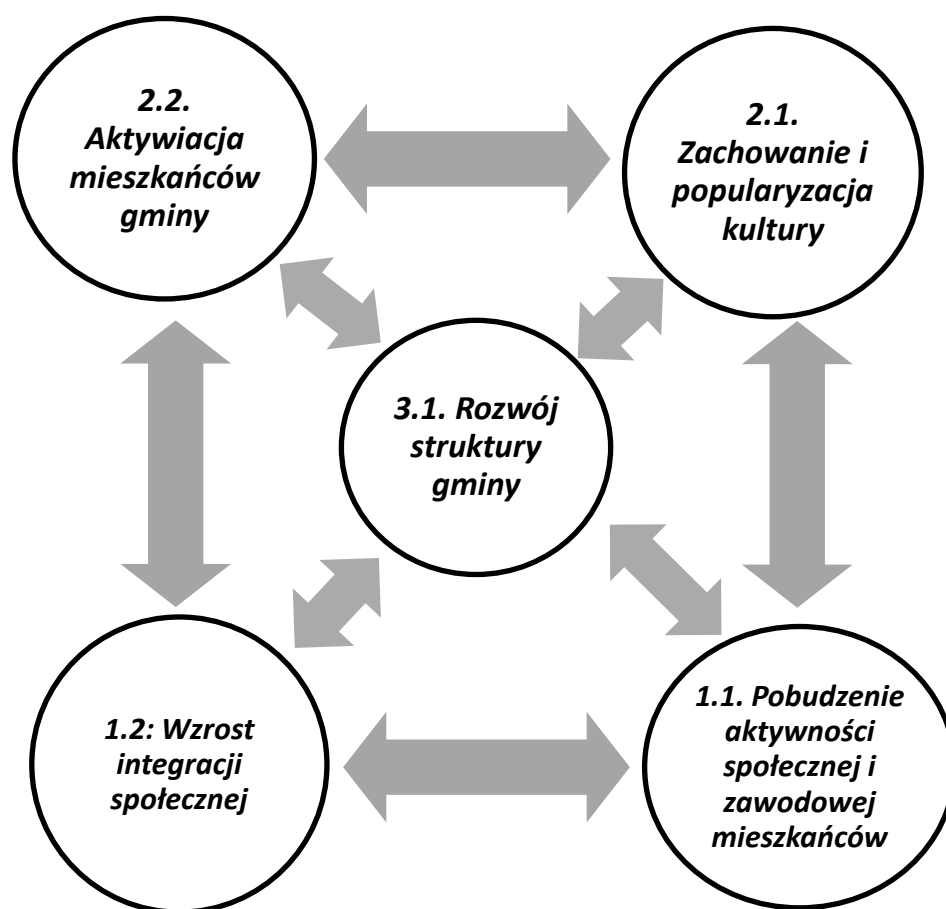 2.2.
Aktywiacja
mieszkańców
gminy
2.1.
Zachowanie i
popularyzacja
kultury
3.1. Rozwój
struktury
gminy
1.2: Wzrost
integracji
społecznej
1.1. Pobudzenie
aktywności
społecznej i
zawodowej
mieszkańców